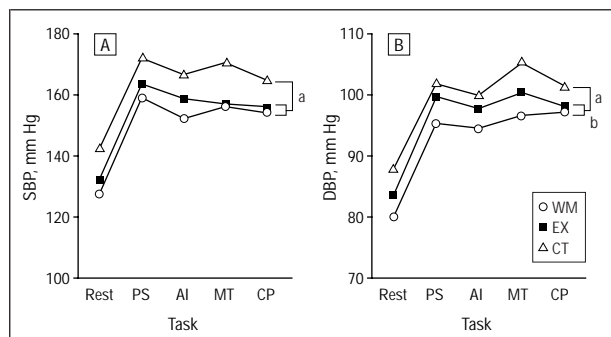 A
SBP, mm Hg
180
160
140
120
100
Rest PS AI MT CP
Task
a
B
DBP, mm Hg
110
100
90
80
70
Rest PS AI MT CP
Task
a
b
WM
EX
CT